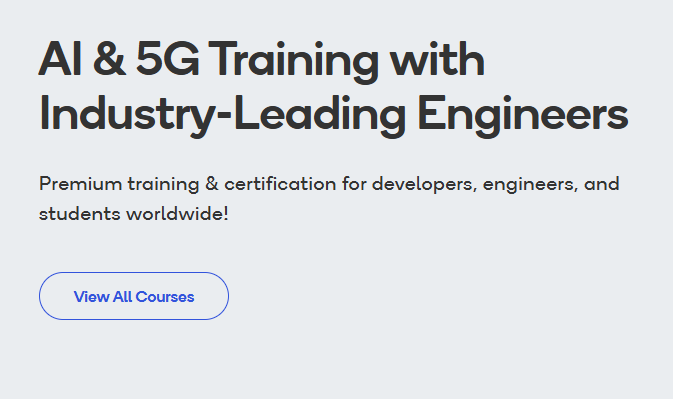 AI & 5G Training with
Industry-Leading Engineers
Premium training & certification for developers, engineers, and
students worldwide!
View All Courses